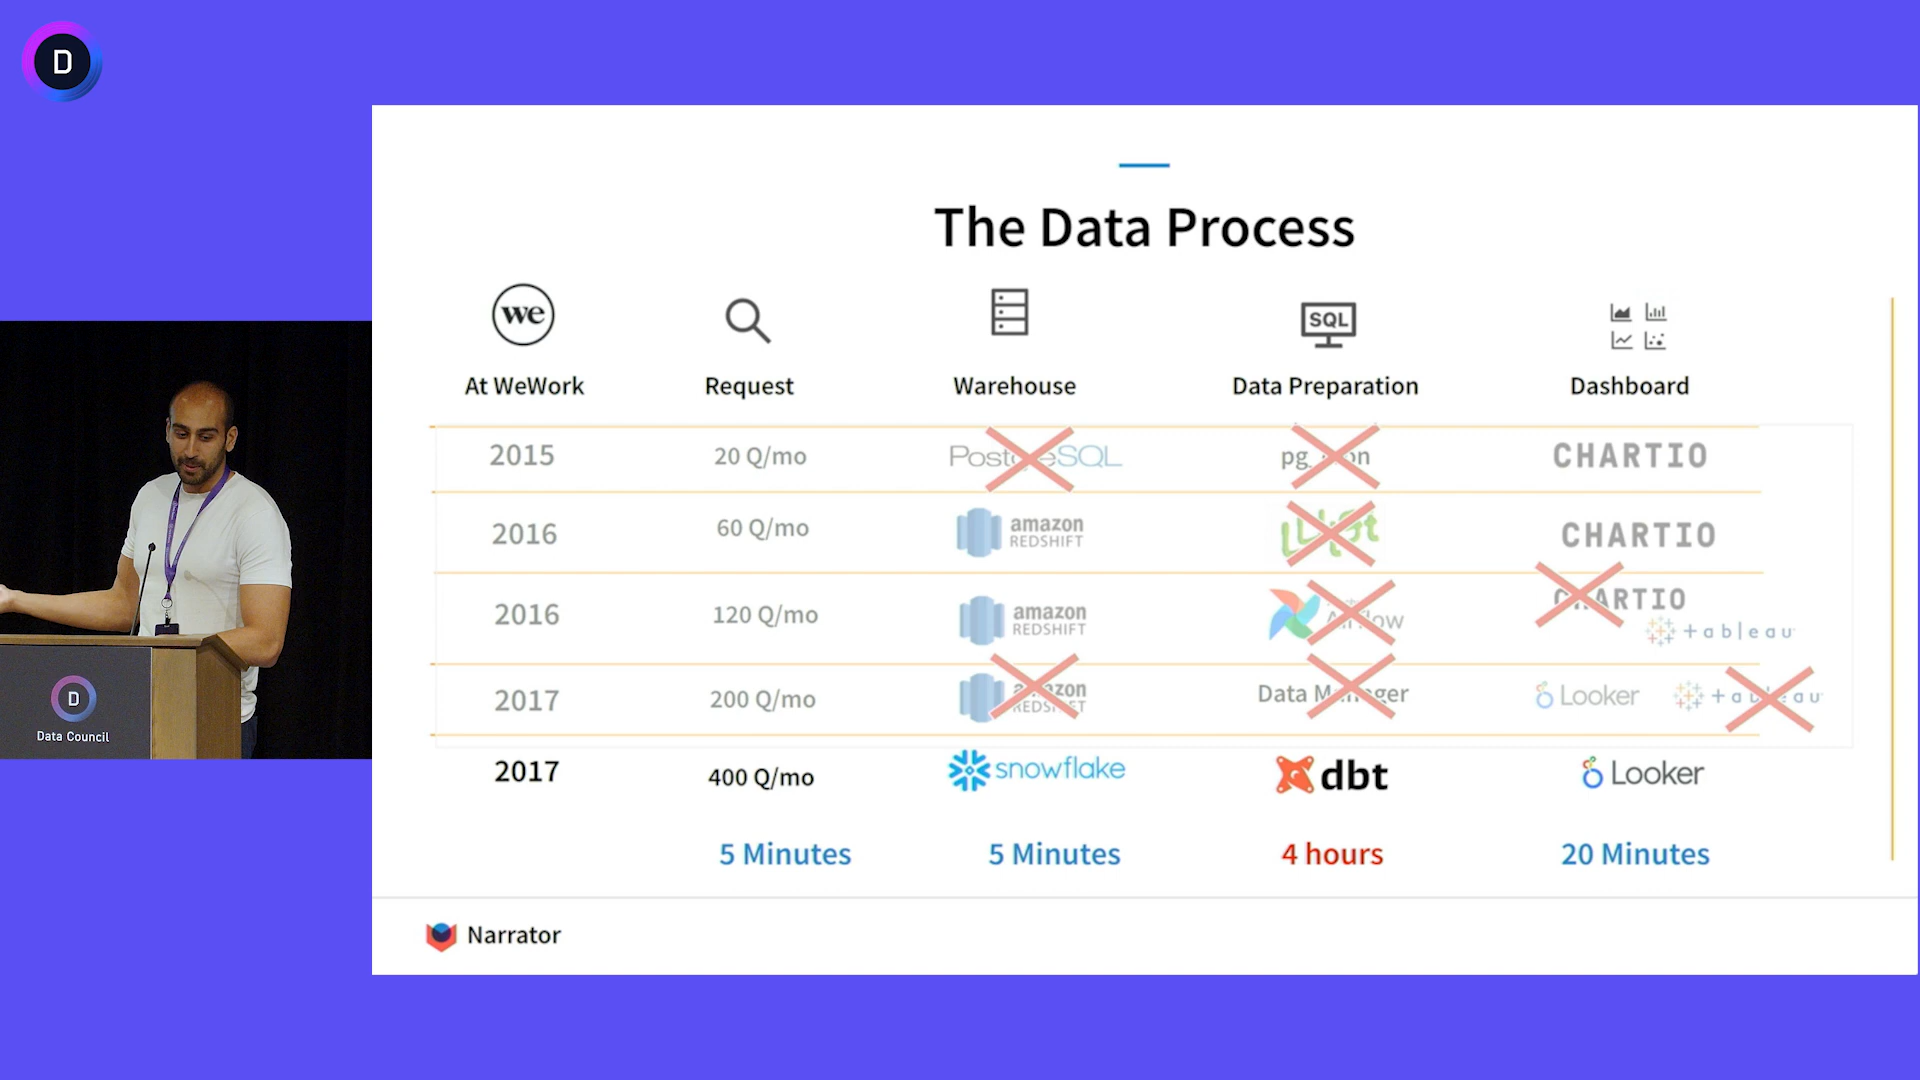 D
The Data Process
we
SQL
At WeWork Request Warehouse Data Preparation Dashboard
2015 20 Q/mo PostgreSQL CHARTIO
2016 60 Q/mo amazon REDSHIFT CHARTIO
2016 120 Q/mo amazon REDSHIFT Airflow CHARTIO
+ a b l e a u
2017 200 Q/mo amazon REDSHIFT Data Manager Looker + a b l e a u
2017 400 Q/mo snowflake dbt Looker
5 Minutes 5 Minutes 4 hours 20 Minutes
Narrator
D
Data Council